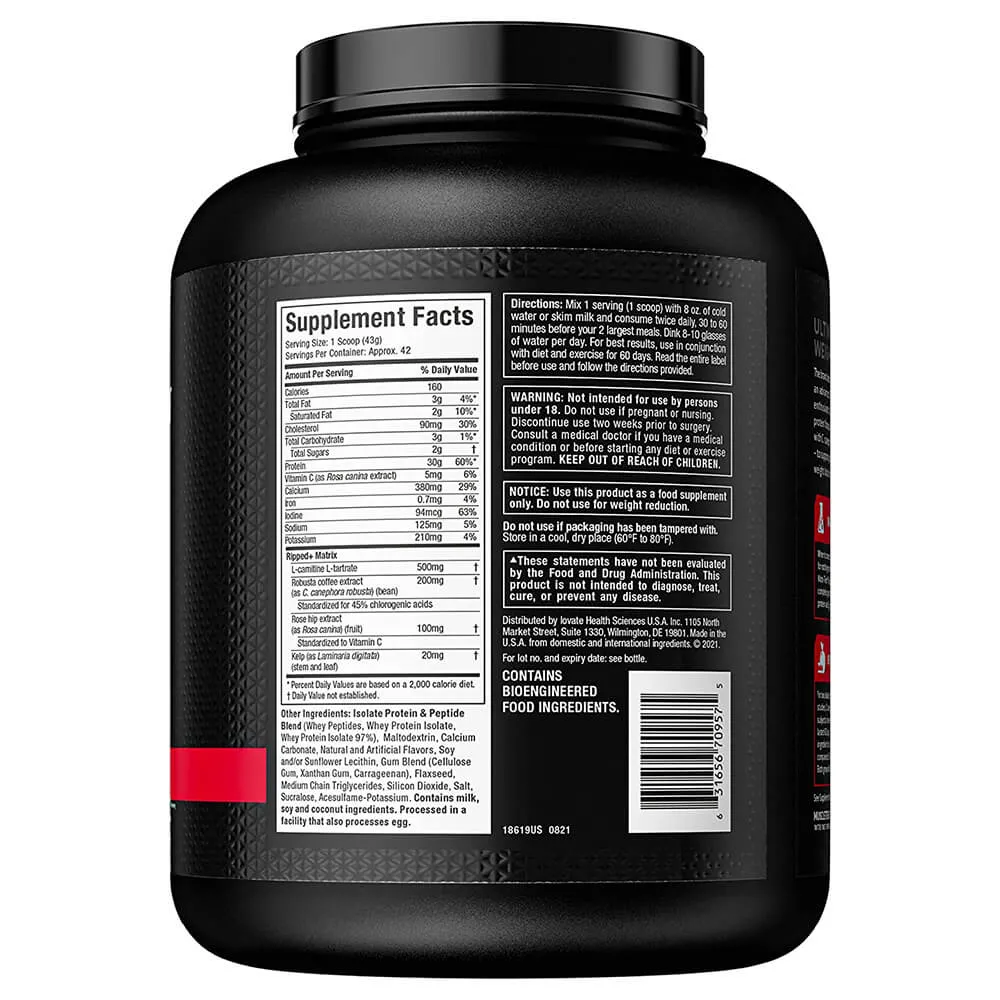 Supplement Facts
Serving Size: 1 Scoop (43g)
Servings Per Container: Approx. 42
Amount Per Serving % Daily Value
Calories 160
Total Fat 3g 4%*
Saturated Fat 2g 10%*
Cholesterol 90mg 30%
Total Carbohydrate 3g 1%*
Total Sugars 2g †
Protein 30g 60%*
Vitamin C (as Rosa canina extract) 5mg 6%
Calcium 380mg 29%
Iron 0.7mg 4%
Iodine 94mcg 63%
Sodium 125mg 5%
Potassium 210mg 4%
Ripped+ Matrix
L-carnitine L-tartrate 500mg †
Robusta coffee extract 200mg †
(as C. canephora robusta) (bean)
Standardized for 45% chlorogenic acids
Rose hip extract
(as Rosa canina) (fruit) 100mg †
Standardized to Vitamin C
Kelp (as Laminaria digitata) 20mg †
(stem and leaf)
* Percent Daily Values are based on a 2,000 calorie diet.
† Daily Value not established.
Other Ingredients: Isolate Protein & Peptide
Blend (Whey Peptides, Whey Protein Isolate,
Whey Protein Isolate 97%), Maltodextrin, Calcium
Carbonate, Natural and Artificial Flavors, Soy
and/or Sunflower Lecithin, Gum Blend (Cellulose
Gum, Xanthan Gum, Carrageenan), Flaxseed,
Medium Chain Triglycerides, Silicon Dioxide, Salt,
Sucralose, Acesulfame-Potassium. Contains milk,
soy and coconut ingredients. Processed in a
facility that also processes egg.
Directions: Mix 1 serving (1 scoop) with 8 oz. of cold
water or skim milk and consume twice daily, 30 to 60
minutes before your 2 largest meals. Dink 8-10 glasses
of water per day. For best results, use in conjunction
with diet and exercise for 60 days. Read the entire label
before use and follow the directions provided.
WARNING: Not intended for use by persons
under 18. Do not use if pregnant or nursing.
Discontinue use two weeks prior to surgery.
Consult a medical doctor if you have a medical
condition or before starting any diet or exercise
program. KEEP OUT OF REACH OF CHILDREN.
NOTICE: Use this product as a food supplement
only. Do not use for weight reduction.
Do not use if packaging has been tampered with.
Store in a cool, dry place (60°F to 80°F).
▲These statements have not been evaluated
by the Food and Drug Administration. This
product is not intended to diagnose, treat,
cure, or prevent any disease.
Distributed by Iovate Health Sciences U.S.A. Inc. 1105 North
Market Street, Suite 1330, Wilmington, DE 19801. Made in the
U.S.A. from domestic and international ingredients. © 2021.
For lot no. and expiry date: see bottle.
CONTAINS
BIOENGINEERED
FOOD INGREDIENTS.
6 31656 70957 5
18619US 0821